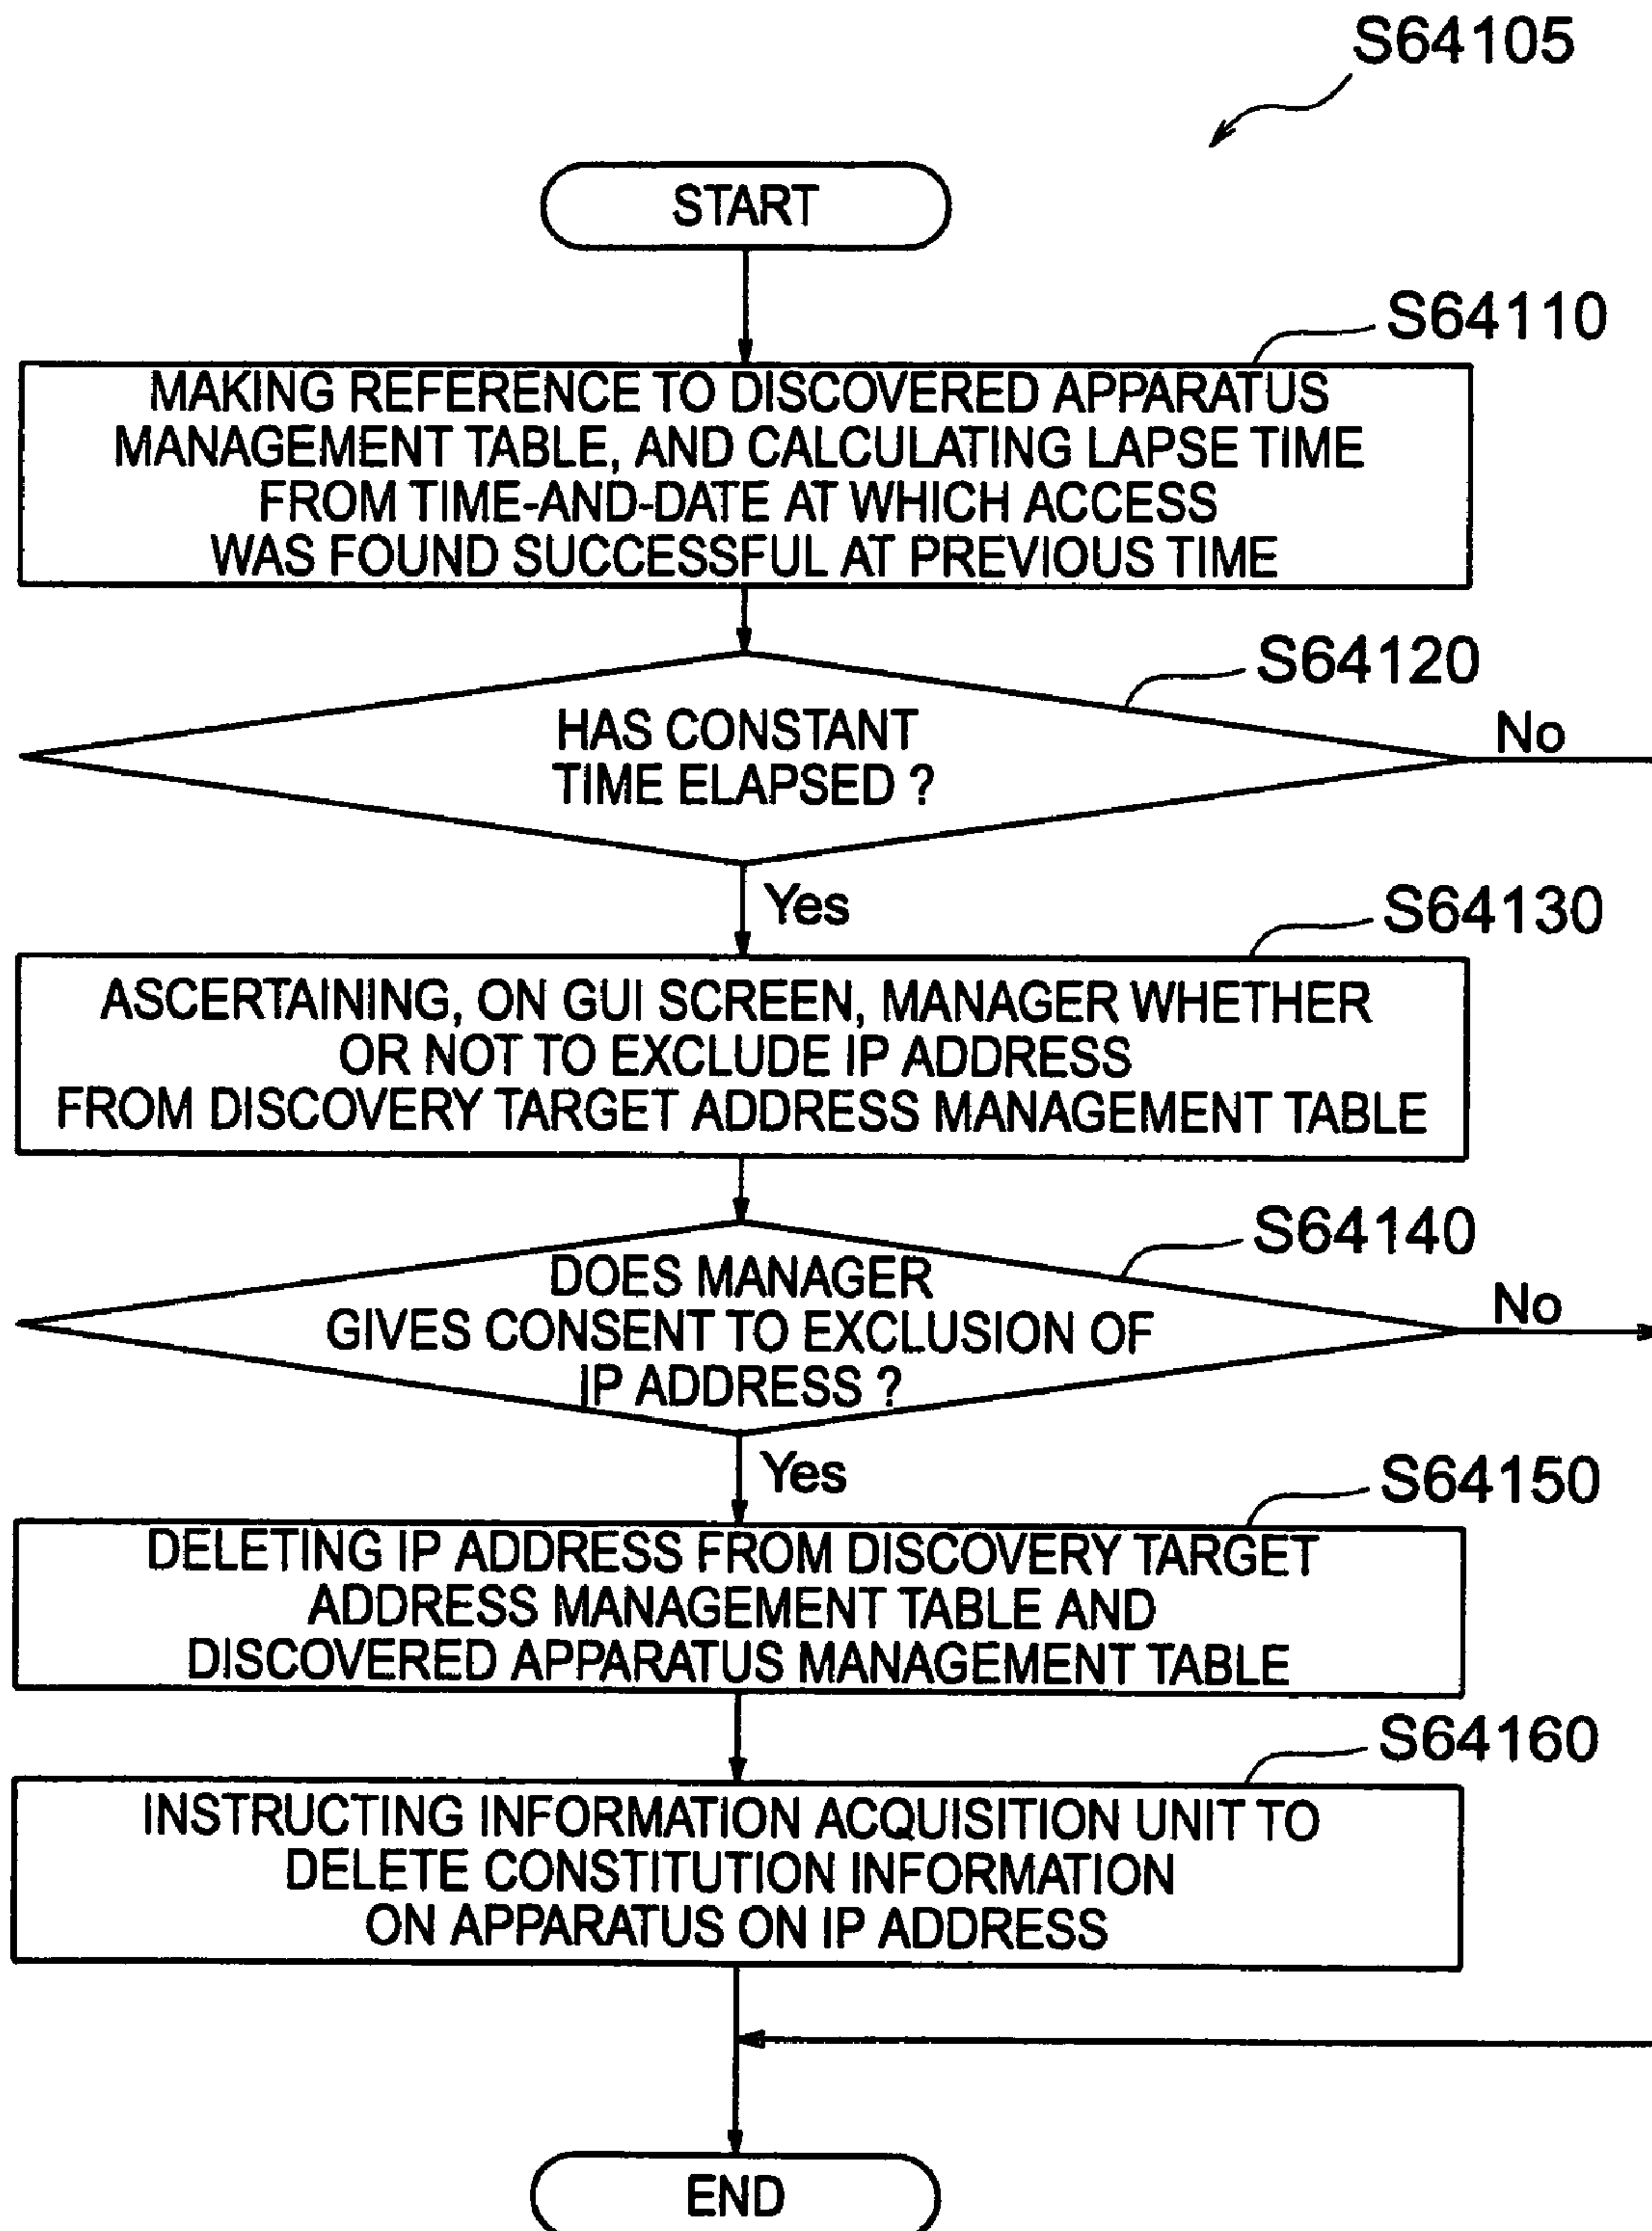 S64105
START
S64110
MAKING REFERENCE TO DISCOVERED APPARATUS
MANAGEMENT TABLE, AND CALCULATING LAPSE TIME
FROM TIME-AND-DATE AT WHICH ACCESS
WAS FOUND SUCCESSFUL AT PREVIOUS TIME
S64120
HAS CONSTANT
TIME ELAPSED ?
No
Yes
S64130
ASCERTAINING, ON GUI SCREEN, MANAGER WHETHER
OR NOT TO EXCLUDE IP ADDRESS
FROM DISCOVERY TARGET ADDRESS MANAGEMENT TABLE
S64140
DOES MANAGER
GIVES CONSENT TO EXCLUSION OF
IP ADDRESS ?
No
Yes
S64150
DELETING IP ADDRESS FROM DISCOVERY TARGET
ADDRESS MANAGEMENT TABLE AND
DISCOVERED APPARATUS MANAGEMENT TABLE
S64160
INSTRUCTING INFORMATION ACQUISITION UNIT TO
DELETE CONSTITUTION INFORMATION
ON APPARATUS ON IP ADDRESS
END